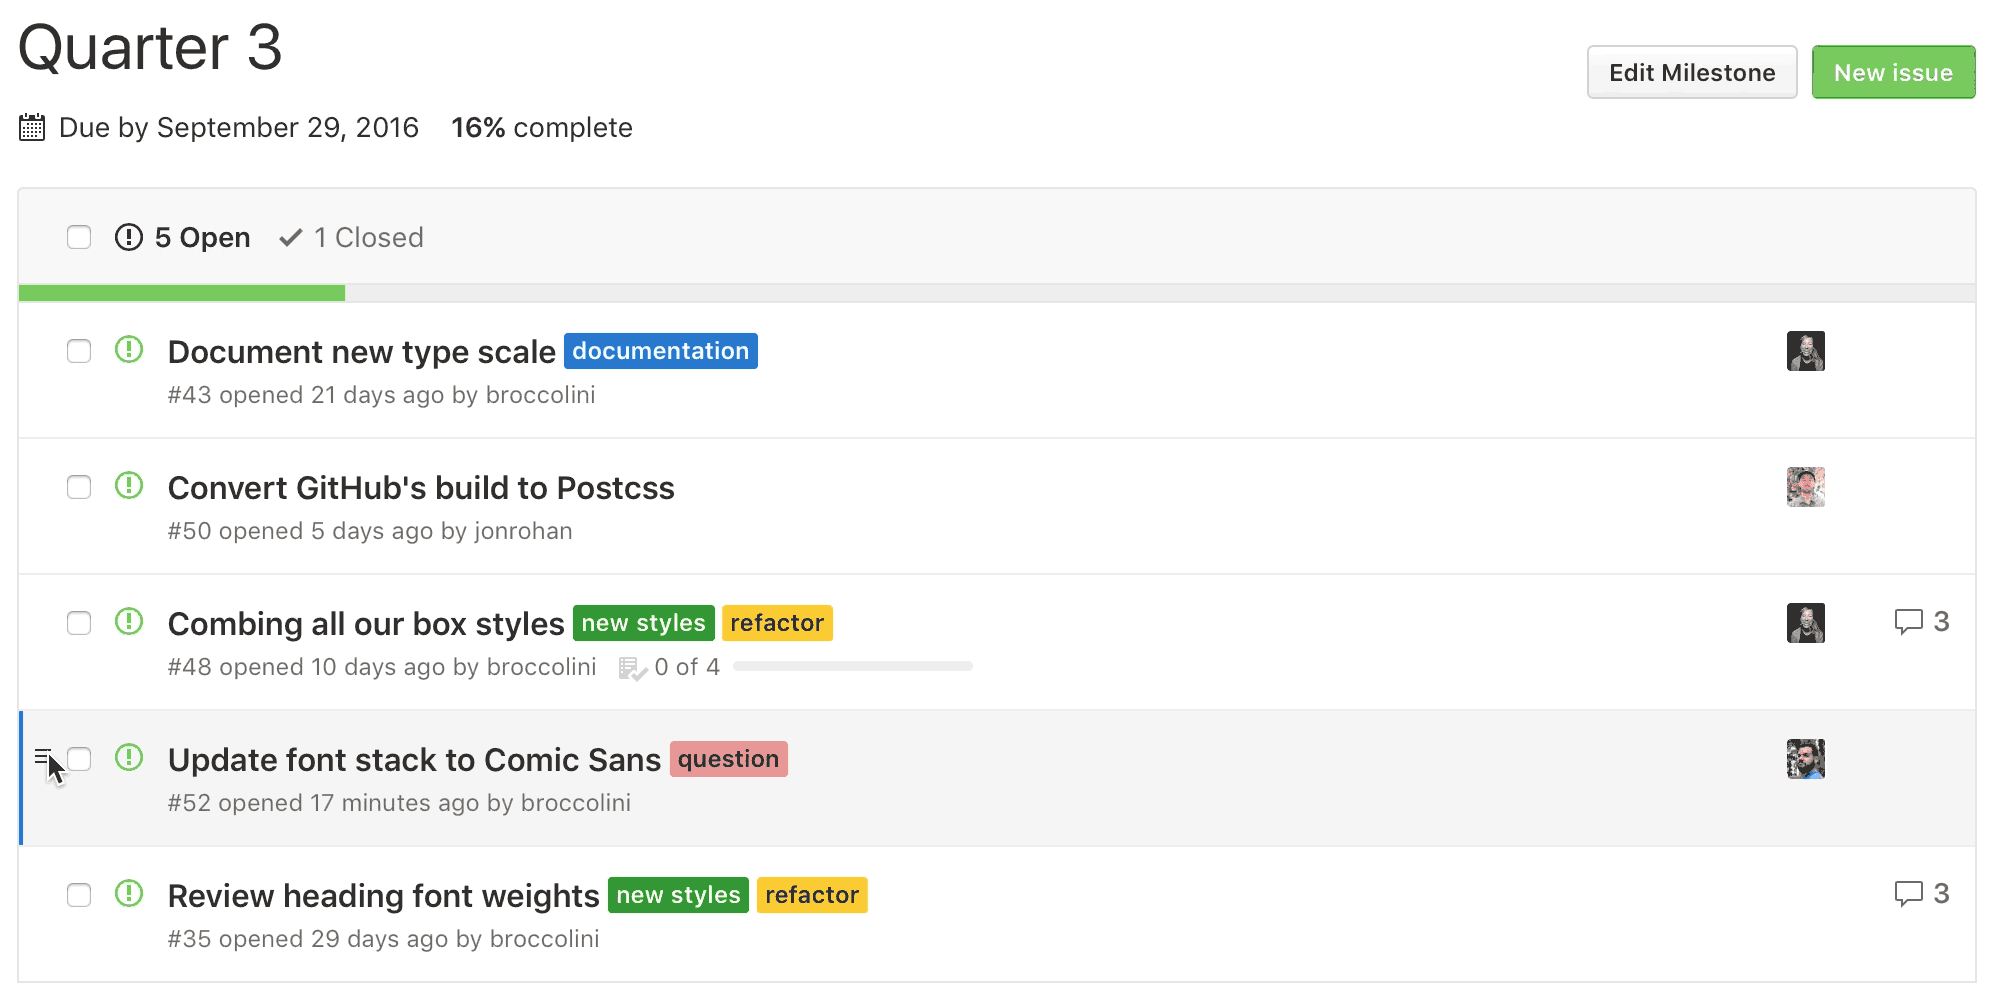 Quarter 3
Edit Milestone
New issue
Due by September 29, 2016 16% complete
5 Open 1 Closed
Document new type scale documentation
#43 opened 21 days ago by broccolini
Convert GitHub's build to Postcss
#50 opened 5 days ago by jonrohan
Combing all our box styles new styles refactor 3
#48 opened 10 days ago by broccolini 0 of 4
Update font stack to Comic Sans question
#52 opened 17 minutes ago by broccolini
Review heading font weights new styles refactor 3
#35 opened 29 days ago by broccolini